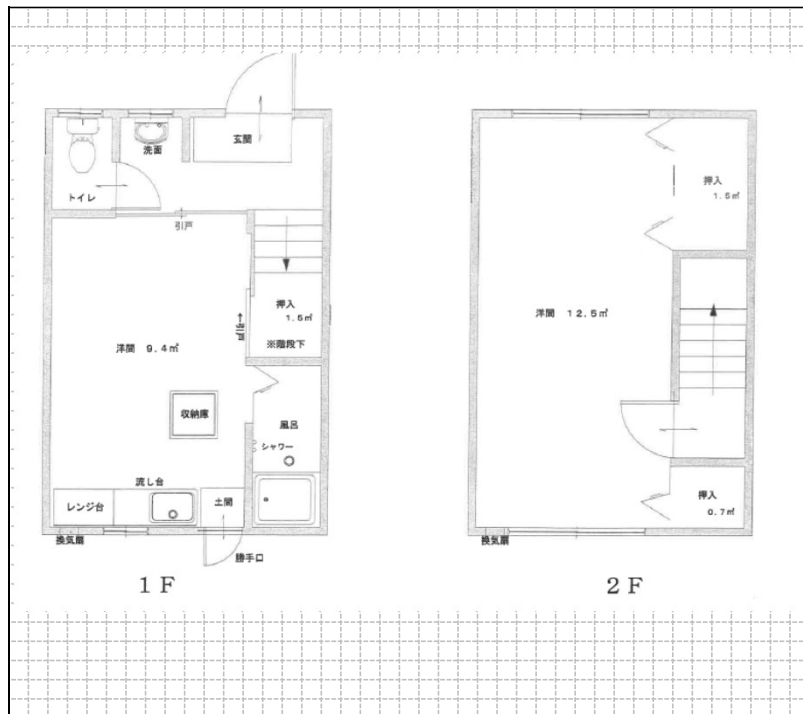 洗面
玄関
トイレ
引戸
押入
1.5㎡
※階段下
引戸
洋間 9.4㎡
収納庫
風呂
シャワー
流し台
レンジ台
土間
換気扇
勝手口
1F
押入
1.5㎡
洋間 12.5㎡
押入
0.7㎡
換気扇
2F